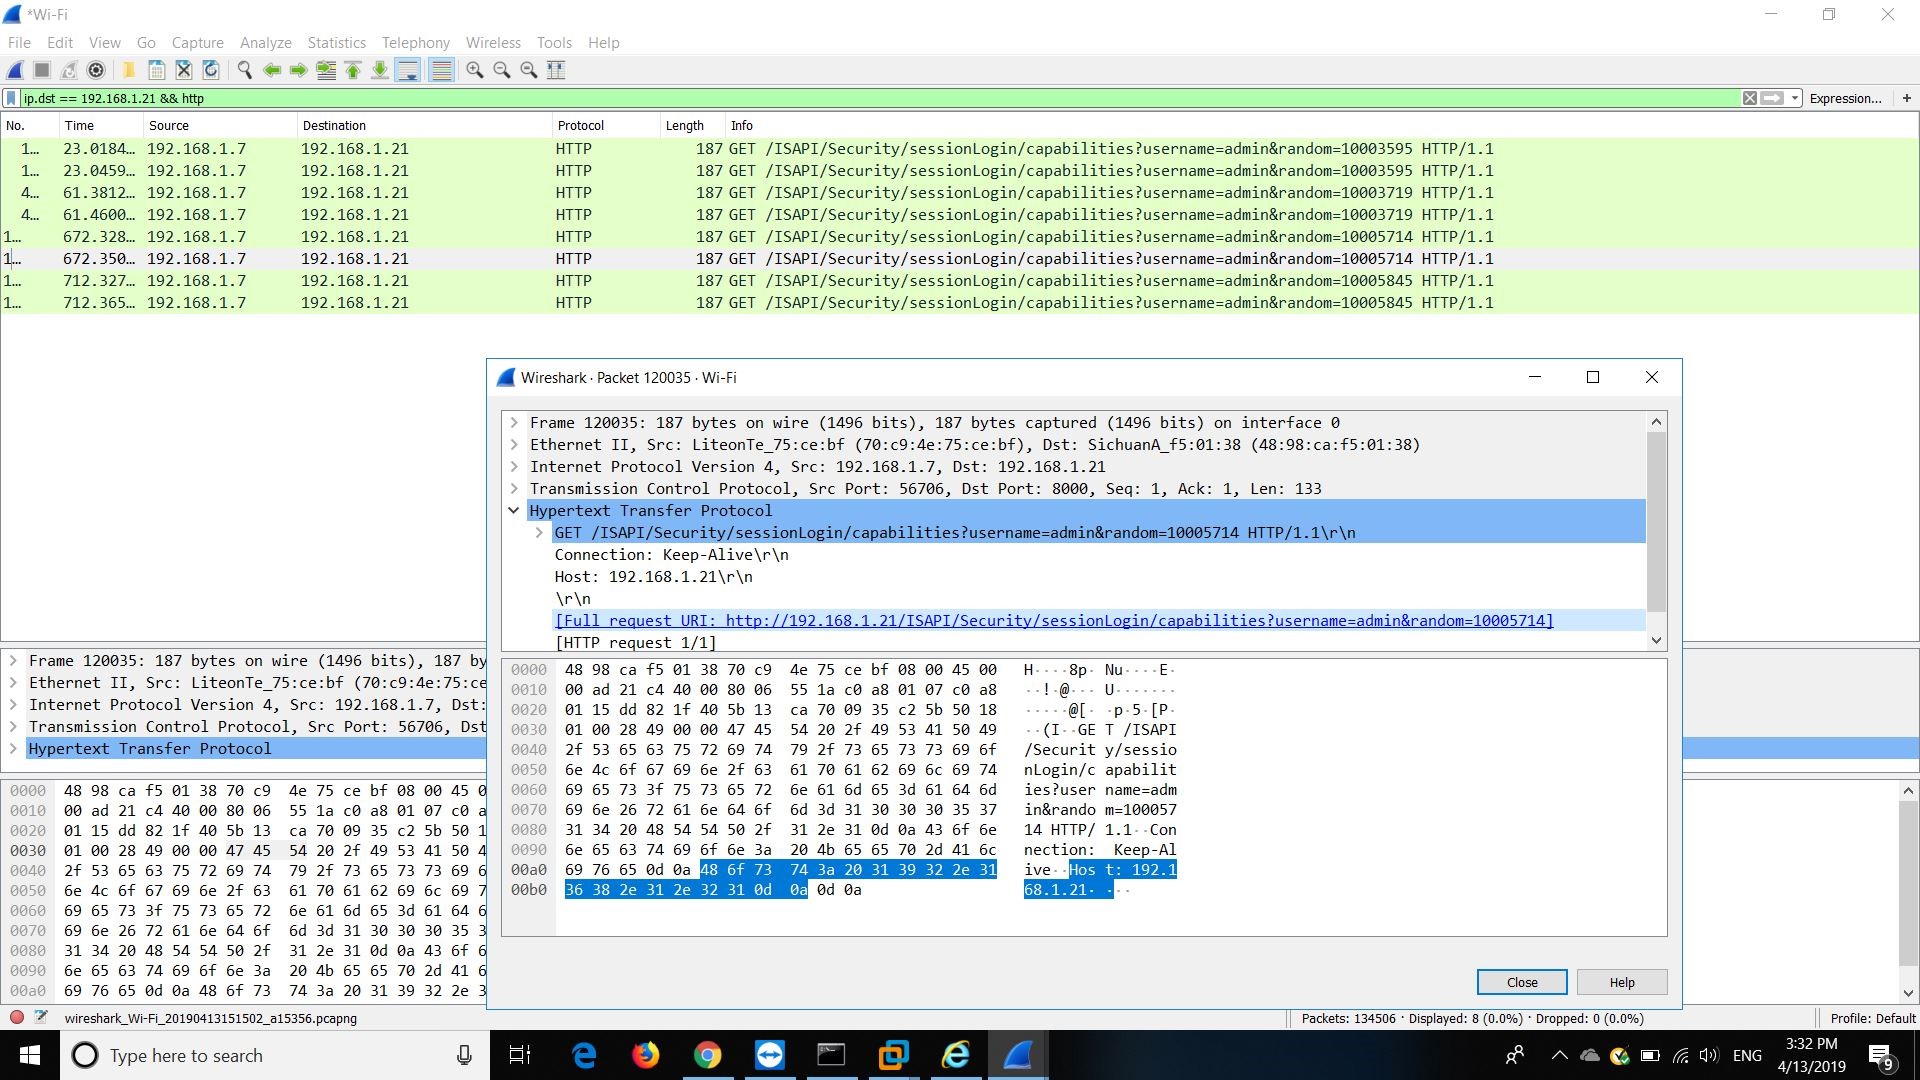 *Wi-Fi
File Edit View Go Capture Analyze Statistics Telephony Wireless Tools Help
ip.dst == 192.168.1.21 && http
Expression... +
No. Time Source Destination Protocol Length Info
1... 23.0184... 192.168.1.7 192.168.1.21 HTTP 187 GET /ISAPI/Security/sessionLogin/capabilities?username=admin&random=10003595 HTTP/1.1
1... 23.0459... 192.168.1.7 192.168.1.21 HTTP 187 GET /ISAPI/Security/sessionLogin/capabilities?username=admin&random=10003595 HTTP/1.1
4... 61.3812... 192.168.1.7 192.168.1.21 HTTP 187 GET /ISAPI/Security/sessionLogin/capabilities?username=admin&random=10003719 HTTP/1.1
4... 61.4600... 192.168.1.7 192.168.1.21 HTTP 187 GET /ISAPI/Security/sessionLogin/capabilities?username=admin&random=10003719 HTTP/1.1
1... 672.328... 192.168.1.7 192.168.1.21 HTTP 187 GET /ISAPI/Security/sessionLogin/capabilities?username=admin&random=10005714 HTTP/1.1
1... 672.350... 192.168.1.7 192.168.1.21 HTTP 187 GET /ISAPI/Security/sessionLogin/capabilities?username=admin&random=10005714 HTTP/1.1
1... 712.327... 192.168.1.7 192.168.1.21 HTTP 187 GET /ISAPI/Security/sessionLogin/capabilities?username=admin&random=10005845 HTTP/1.1
1... 712.365... 192.168.1.7 192.168.1.21 HTTP 187 GET /ISAPI/Security/sessionLogin/capabilities?username=admin&random=10005845 HTTP/1.1
Wireshark · Packet 120035 · Wi-Fi
Frame 120035: 187 bytes on wire (1496 bits), 187 bytes captured (1496 bits) on interface 0
Ethernet II, Src: LiteonTe_75:ce:bf (70:c9:4e:75:ce:bf), Dst: SichuanA_f5:01:38 (48:98:ca:f5:01:38)
Internet Protocol Version 4, Src: 192.168.1.7, Dst: 192.168.1.21
Transmission Control Protocol, Src Port: 56706, Dst Port: 8000, Seq: 1, Ack: 1, Len: 133
Hypertext Transfer Protocol
GET /ISAPI/Security/sessionLogin/capabilities?username=admin&random=10005714 HTTP/1.1\r\n
Connection: Keep-Alive\r\n
Host: 192.168.1.21\r\n
\r\n
[Full request URI: http://192.168.1.21/ISAPI/Security/sessionLogin/capabilities?username=admin&random=10005714]
[HTTP request 1/1]
0000 48 98 ca f5 01 38 70 c9 4e 75 ce bf 08 00 45 00 H····8p· Nu····E·
0010 00 ad 21 c4 40 00 80 06 55 1a c0 a8 01 07 c0 a8 ··!·@··· U·······
0020 01 15 dd 82 1f 40 5b 13 ca 70 09 35 c2 5b 50 18 ·····@[· ·p·5·[P·
0030 01 00 28 49 00 00 47 45 54 20 2f 49 53 41 50 49 ··(I··GE T /ISAPI
0040 2f 53 65 63 75 72 69 74 79 2f 73 65 73 73 69 6f /Securit y/sessio
0050 6e 4c 6f 67 69 6e 2f 63 61 70 61 62 69 6c 69 74 nLogin/c apabilit
0060 69 65 73 3f 75 73 65 72 6e 61 6d 65 3d 61 64 6d ies?user name=adm
0070 69 6e 26 72 61 6e 64 6f 6d 3d 31 30 30 30 35 37 in&rando m=100057
0080 31 34 20 48 54 54 50 2f 31 2e 31 0d 0a 43 6f 6e 14 HTTP/ 1.1··Con
0090 6e 65 63 74 69 6f 6e 3a 20 4b 65 65 70 2d 41 6c nection: Keep-Al
00a0 69 76 65 0d 0a 48 6f 73 74 3a 20 31 39 32 2e 31 ive··Hos t: 192.1
00b0 36 38 2e 31 2e 32 31 0d 0a 0d 0a 68.1.21· ···
Close Help
Frame 120035: 187 bytes on wire (1496 bits), 187 by
Ethernet II, Src: LiteonTe_75:ce:bf (70:c9:4e:75:ce
Internet Protocol Version 4, Src: 192.168.1.7, Dst:
Transmission Control Protocol, Src Port: 56706, Dst
Hypertext Transfer Protocol
0000 48 98 ca f5 01 38 70 c9 4e 75 ce bf 08 00 45 0
0010 00 ad 21 c4 40 00 80 06 55 1a c0 a8 01 07 c0 a
0020 01 15 dd 82 1f 40 5b 13 ca 70 09 35 c2 5b 50 1
0030 01 00 28 49 00 00 47 45 54 20 2f 49 53 41 50 4
0040 2f 53 65 63 75 72 69 74 79 2f 73 65 73 73 69 6
0050 6e 4c 6f 67 69 6e 2f 63 61 70 61 62 69 6c 69 7
0060 69 65 73 3f 75 73 65 72 6e 61 6d 65 3d 61 64 6
0070 69 6e 26 72 61 6e 64 6f 6d 3d 31 30 30 30 35 3
0080 31 34 20 48 54 54 50 2f 31 2e 31 0d 0a 43 6f 6
0090 6e 65 63 74 69 6f 6e 3a 20 4b 65 65 70 2d 41 6
00a0 69 76 65 0d 0a 48 6f 73 74 3a 20 31 39 32 2e 3
wireshark_Wi-Fi_20190413151502_a15356.pcapng
Packets: 134506 · Displayed: 8 (0.0%) · Dropped: 0 (0.0%)
Profile: Default
Type here to search
ENG
3:32 PM
4/13/2019
9